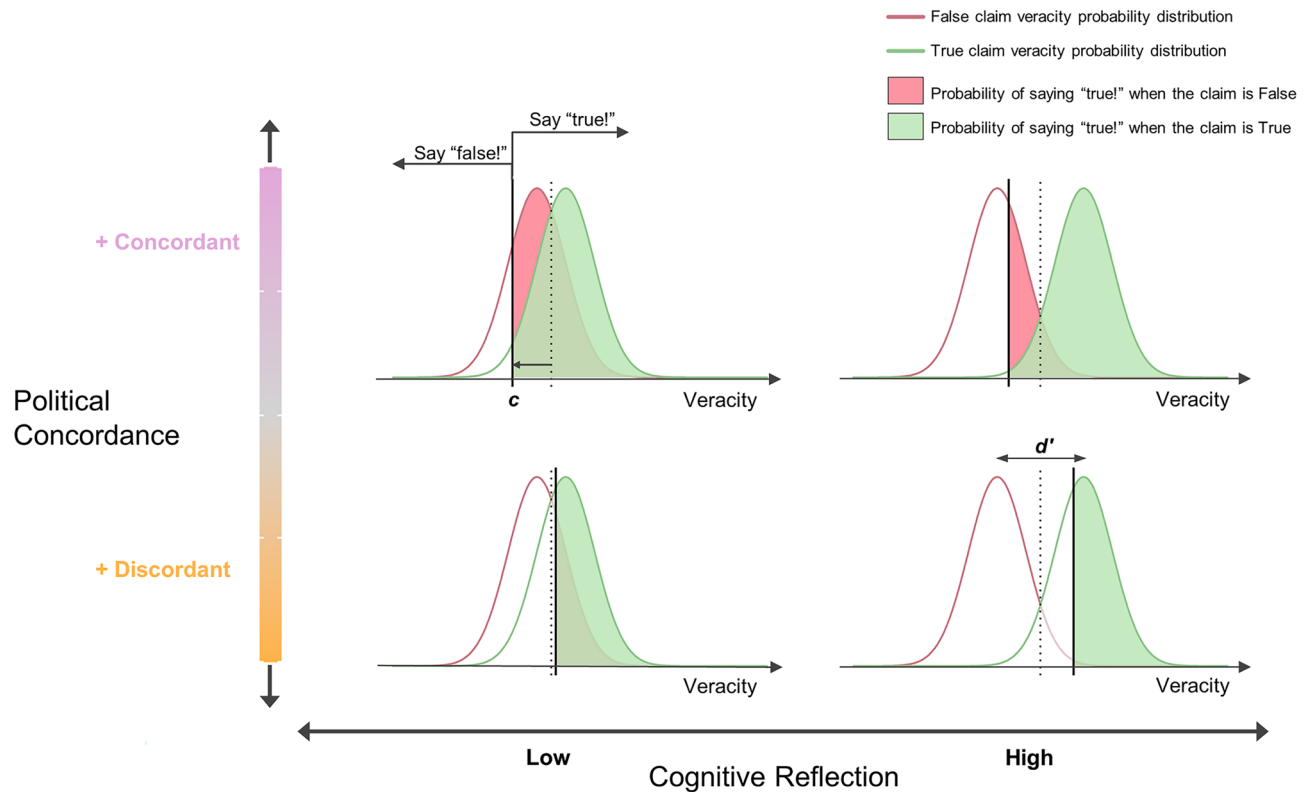 False claim veracity probability distribution
True claim veracity probability distribution
Probability of saying “true!” when the claim is False
Probability of saying “true!” when the claim is True
Say “true!”
Say “false!”
+ Concordant
c
Veracity
Veracity
Political
Concordance
d′
+ Discordant
Veracity
Veracity
Low
High
Cognitive Reflection